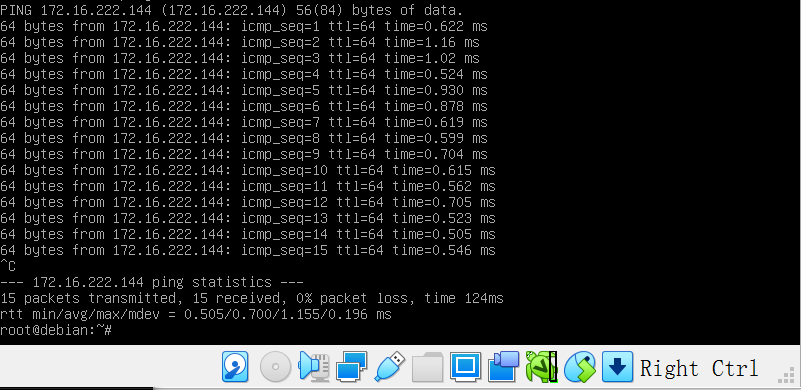 PING 172.16.222.144 (172.16.222.144) 56(84) bytes of data.
64 bytes from 172.16.222.144: icmp_seq=1 ttl=64 time=0.622 ms
64 bytes from 172.16.222.144: icmp_seq=2 ttl=64 time=1.16 ms
64 bytes from 172.16.222.144: icmp_seq=3 ttl=64 time=1.02 ms
64 bytes from 172.16.222.144: icmp_seq=4 ttl=64 time=0.524 ms
64 bytes from 172.16.222.144: icmp_seq=5 ttl=64 time=0.930 ms
64 bytes from 172.16.222.144: icmp_seq=6 ttl=64 time=0.878 ms
64 bytes from 172.16.222.144: icmp_seq=7 ttl=64 time=0.619 ms
64 bytes from 172.16.222.144: icmp_seq=8 ttl=64 time=0.599 ms
64 bytes from 172.16.222.144: icmp_seq=9 ttl=64 time=0.704 ms
64 bytes from 172.16.222.144: icmp_seq=10 ttl=64 time=0.615 ms
64 bytes from 172.16.222.144: icmp_seq=11 ttl=64 time=0.562 ms
64 bytes from 172.16.222.144: icmp_seq=12 ttl=64 time=0.705 ms
64 bytes from 172.16.222.144: icmp_seq=13 ttl=64 time=0.523 ms
64 bytes from 172.16.222.144: icmp_seq=14 ttl=64 time=0.505 ms
64 bytes from 172.16.222.144: icmp_seq=15 ttl=64 time=0.546 ms
^C
--- 172.16.222.144 ping statistics ---
15 packets transmitted, 15 received, 0% packet loss, time 124ms
rtt min/avg/max/mdev = 0.505/0.700/1.155/0.196 ms
root@debian:~#
Right Ctrl